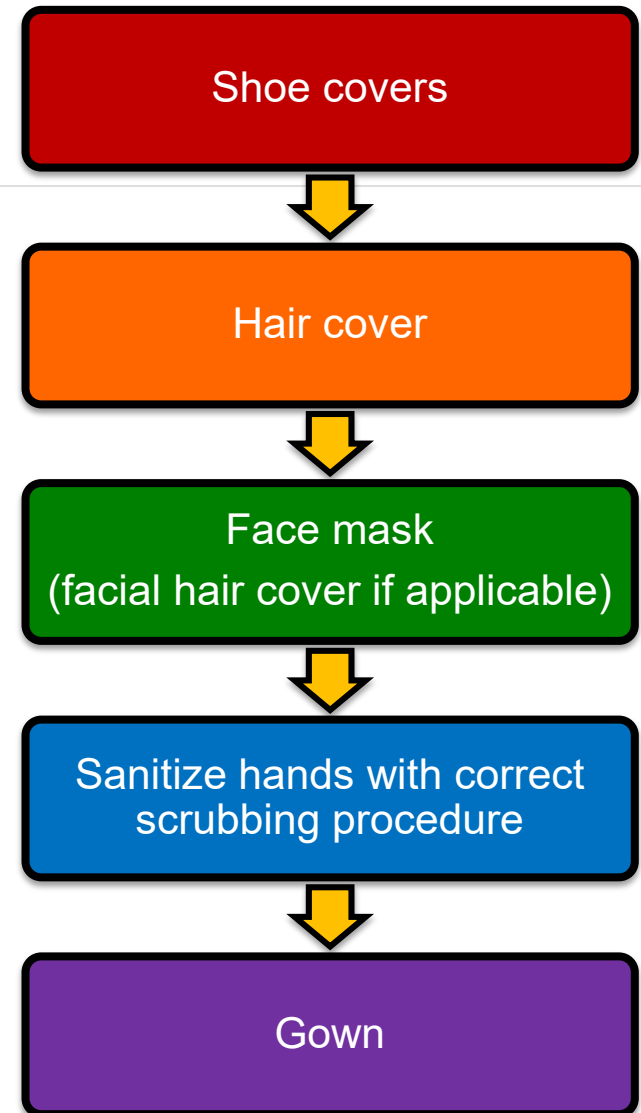 Shoe covers
Hair cover
Face mask
(facial hair cover if applicable)
Sanitize hands with correct
scrubbing procedure
Gown